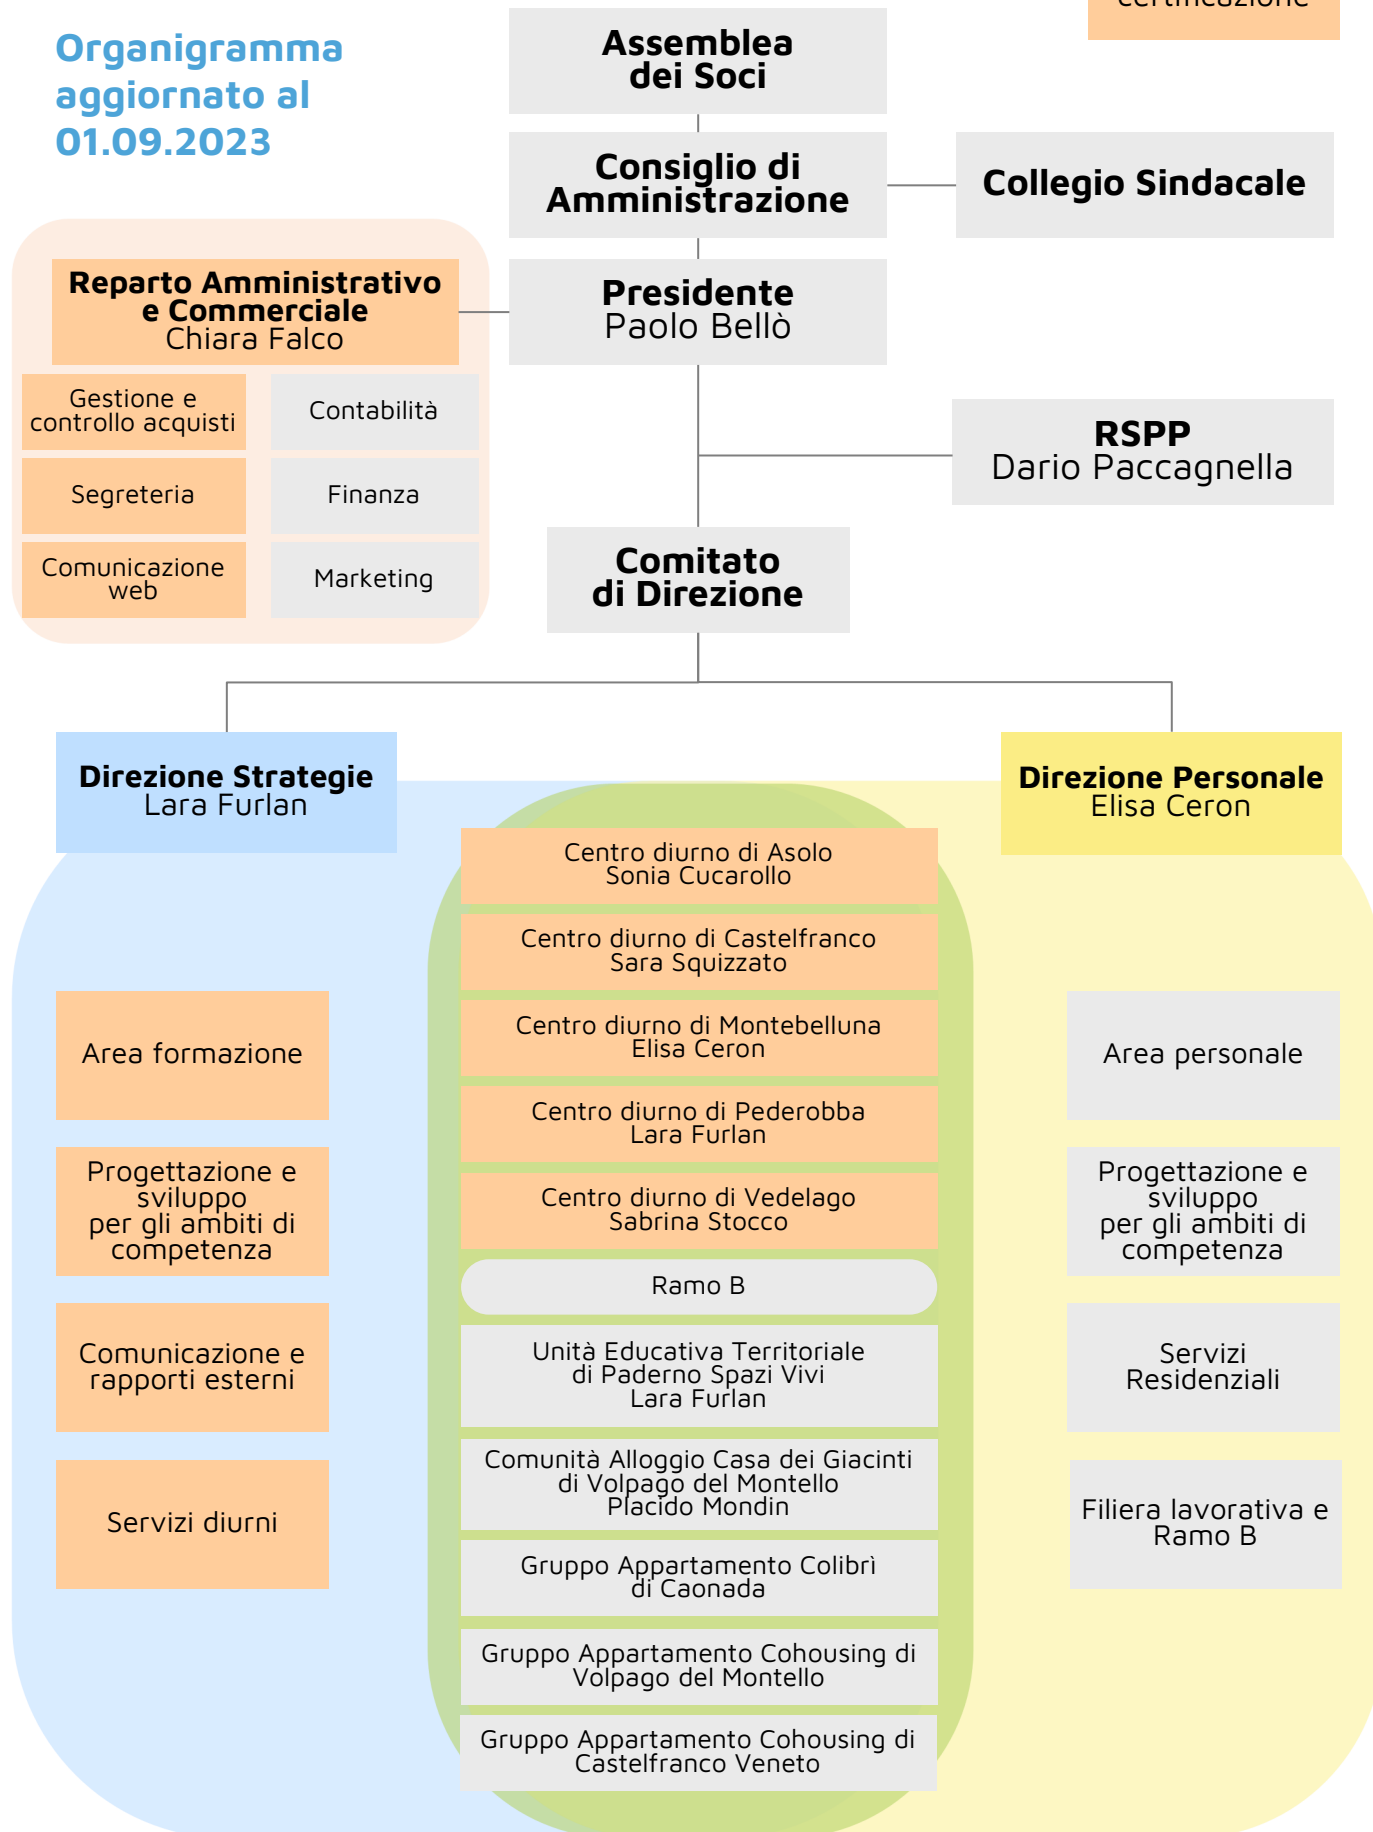 certificazione
Organigramma
aggiornato al
01.09.2023
Assemblea
dei Soci
Consiglio di
Amministrazione
Collegio Sindacale
Reparto Amministrativo
e Commerciale
Chiara Falco
Presidente
Paolo Bellò
Gestione e
controllo acquisti
Contabilità
Segreteria
Finanza
Comunicazione
web
Marketing
RSPP
Dario Paccagnella
Comitato
di Direzione
Direzione Strategie
Lara Furlan
Direzione Personale
Elisa Ceron
Centro diurno di Asolo
Sonia Cucarollo
Centro diurno di Castelfranco
Sara Squizzato
Centro diurno di Montebelluna
Elisa Ceron
Centro diurno di Pederobba
Lara Furlan
Centro diurno di Vedelago
Sabrina Stocco
Ramo B
Unità Educativa Territoriale
di Paderno Spazi Vivi
Lara Furlan
Comunità Alloggio Casa dei Giacinti
di Volpago del Montello
Placido Mondin
Gruppo Appartamento Colibrì
di Caonada
Gruppo Appartamento Cohousing di
Volpago del Montello
Gruppo Appartamento Cohousing di
Castelfranco Veneto
Area formazione
Progettazione e
sviluppo
per gli ambiti di
competenza
Comunicazione e
rapporti esterni
Servizi diurni
Area personale
Progettazione e
sviluppo
per gli ambiti di
competenza
Servizi
Residenziali
Filiera lavorativa e
Ramo B